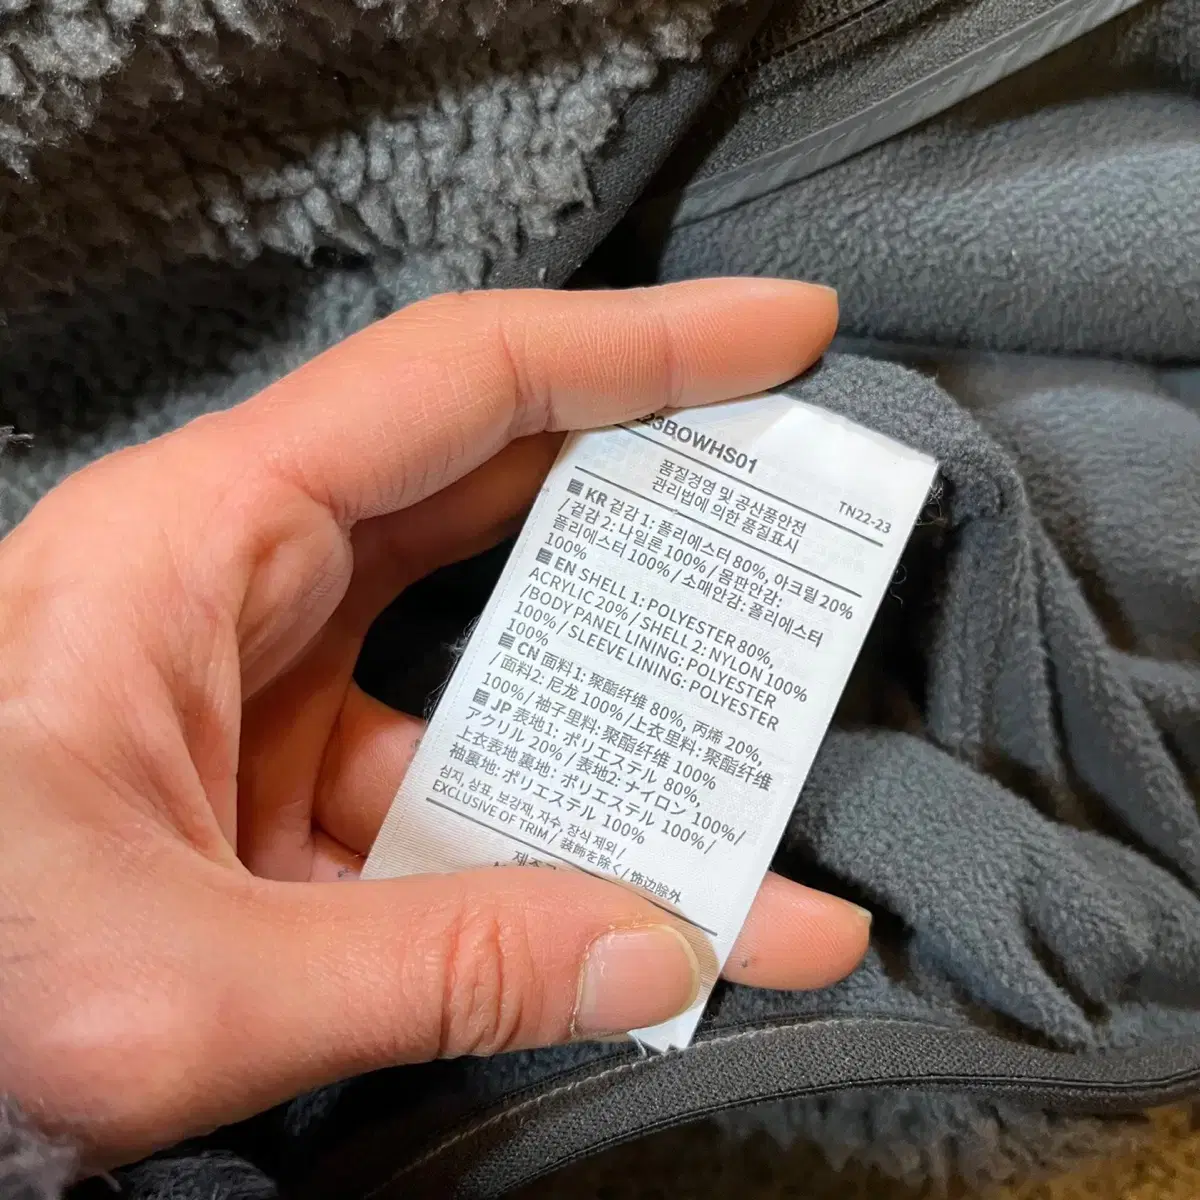 23BOWHS01
품질경영 및 공산품안전
관리법에 의한 품질표시
TN22-23
KR 겉감 1: 폴리에스터 80%, 아크릴 20%
/ 겉감 2: 나일론 100% / 몸판안감:
폴리에스터 100% / 소매안감: 폴리에스터
100%
EN SHELL 1: POLYESTER 80%,
ACRYLIC 20% / SHELL 2: NYLON 100%
/BODY PANEL LINING: POLYESTER
100% / SLEEVE LINING: POLYESTER
100%
CN 面料1: 聚酯纤维 80%, 丙烯 20%,
/ 面料2: 尼龙 100% / 上衣里料: 聚酯纤维
100% / 袖子里料: 聚酯纤维 100%
JP 表地1: ポリエステル 80%,
アクリル 20% / 表地2: ナイロン 100%/
上衣表地裏地: ポリエステル 100%/
袖裏地: ポリエステル 100%
심지, 상표, 보강재, 자수, 장식 제외/
EXCLUSIVE OF TRIM / 装飾を除く/ 饰边除外